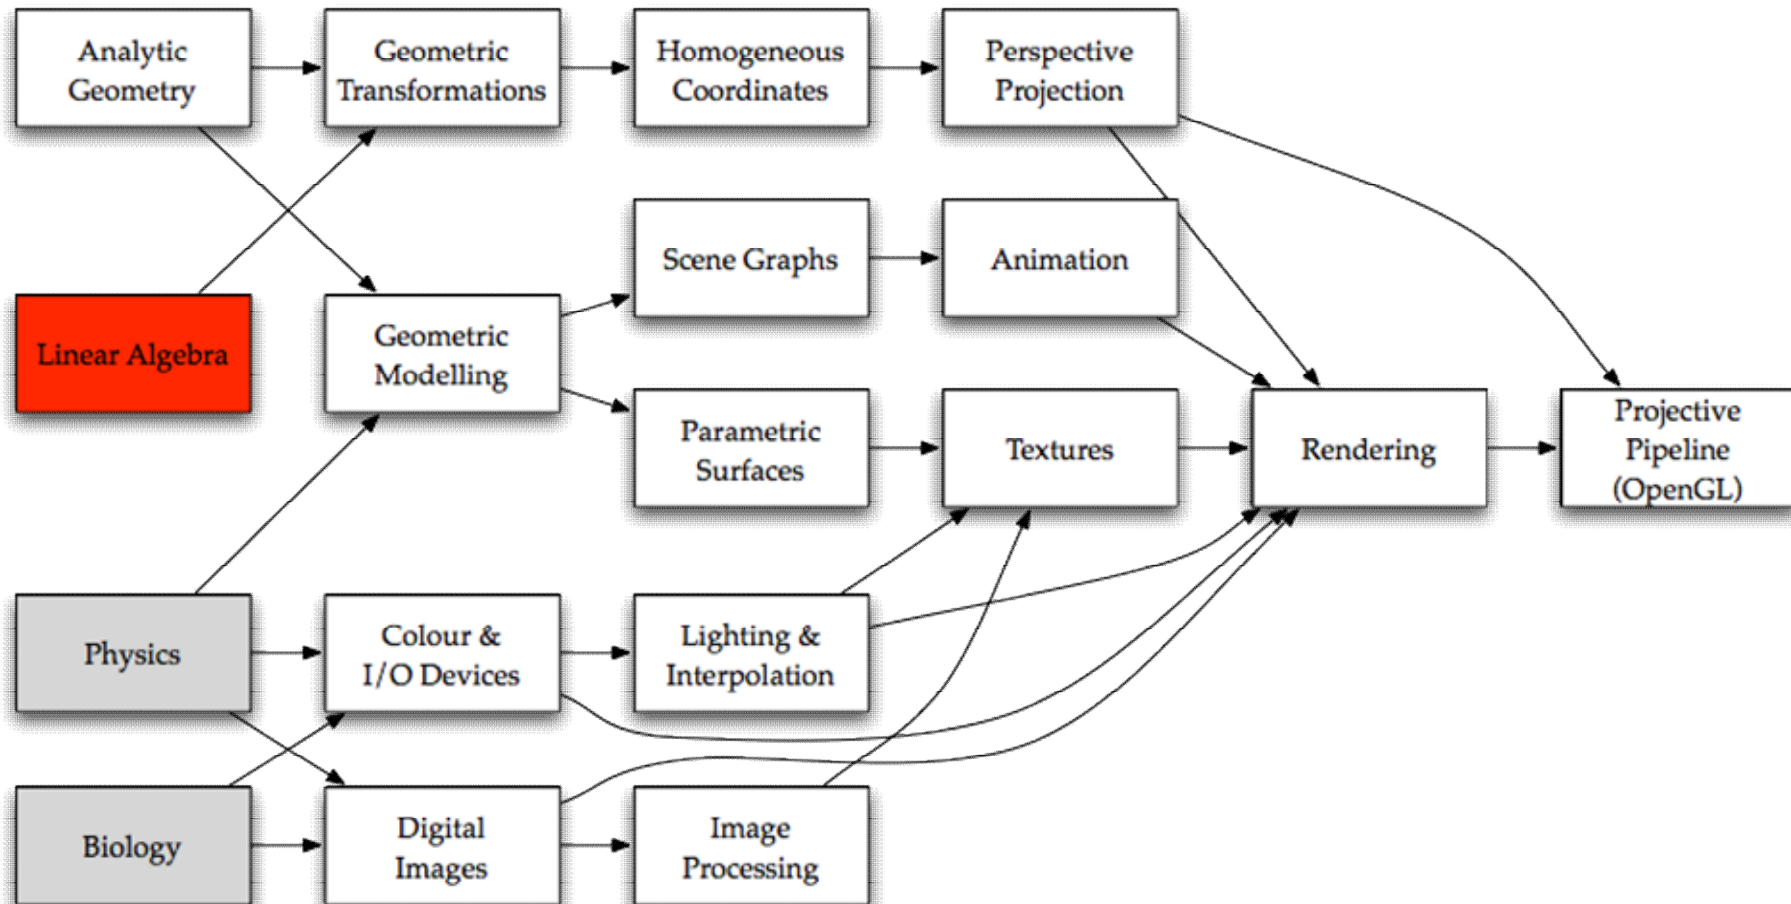 Analytic
Geometry
Geometric
Transformations
Homogeneous
Coordinates
Perspective
Projection
Scene Graphs
Animation
Linear Algebra
Geometric
Modelling
Parametric
Surfaces
Textures
Rendering
Projective
Pipeline
(OpenGL)
Physics
Colour &
I/O Devices
Lighting &
Interpolation
Biology
Digital
Images
Image
Processing